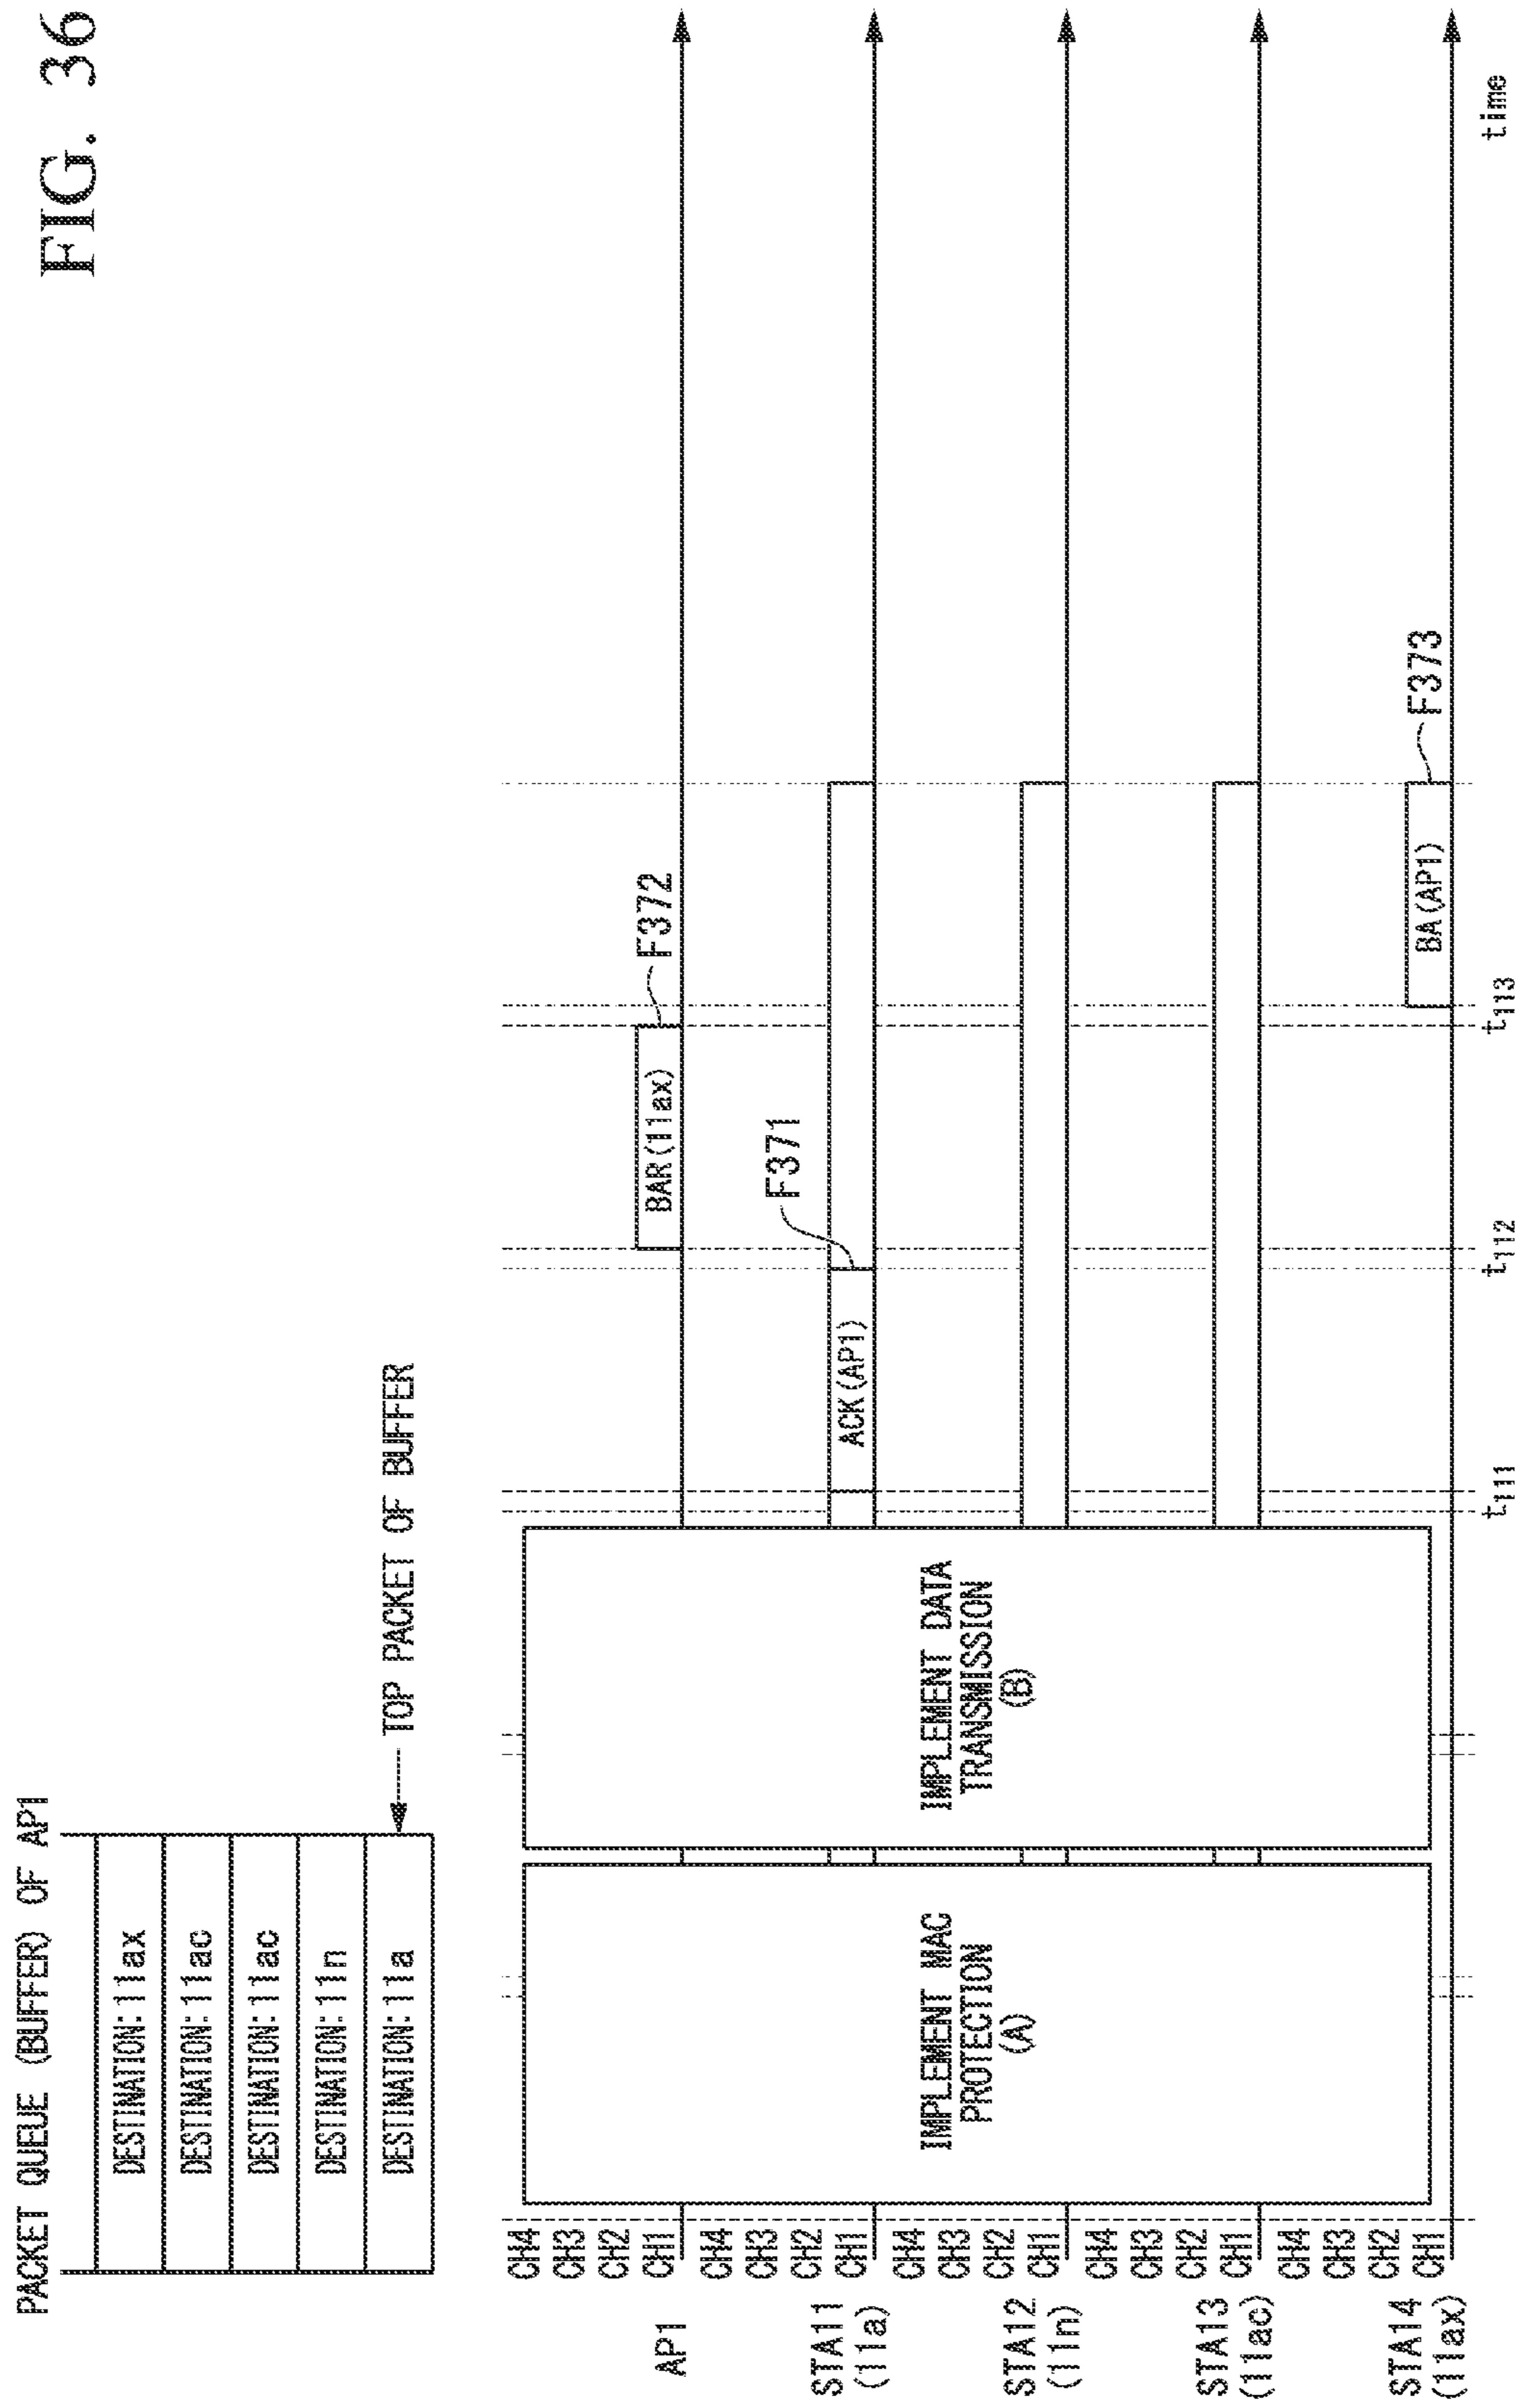 FIG. 36
PACKET QUEUE (BUFFER) OF AP1
DESTINATION:11ax
DESTINATION:11ac
DESTINATION:11ac
DESTINATION:11n
DESTINATION:11a
TOP PACKET OF BUFFER
AP1
CH4
CH3
CH2
CH1
BAR(11ax)
F372
STA11
(11a)
CH4
CH3
CH2
CH1
ACK(AP1)
F371
STA12
(11n)
CH4
CH3
CH2
CH1
STA13
(11ac)
CH4
CH3
CH2
CH1
STA14
(11ax)
CH4
CH3
CH2
CH1
BA(AP1)
F373
IMPLEMENT MAC
PROTECTION
(A)
IMPLEMENT DATA
TRANSMISSION
(B)
t111
t112
t113
time